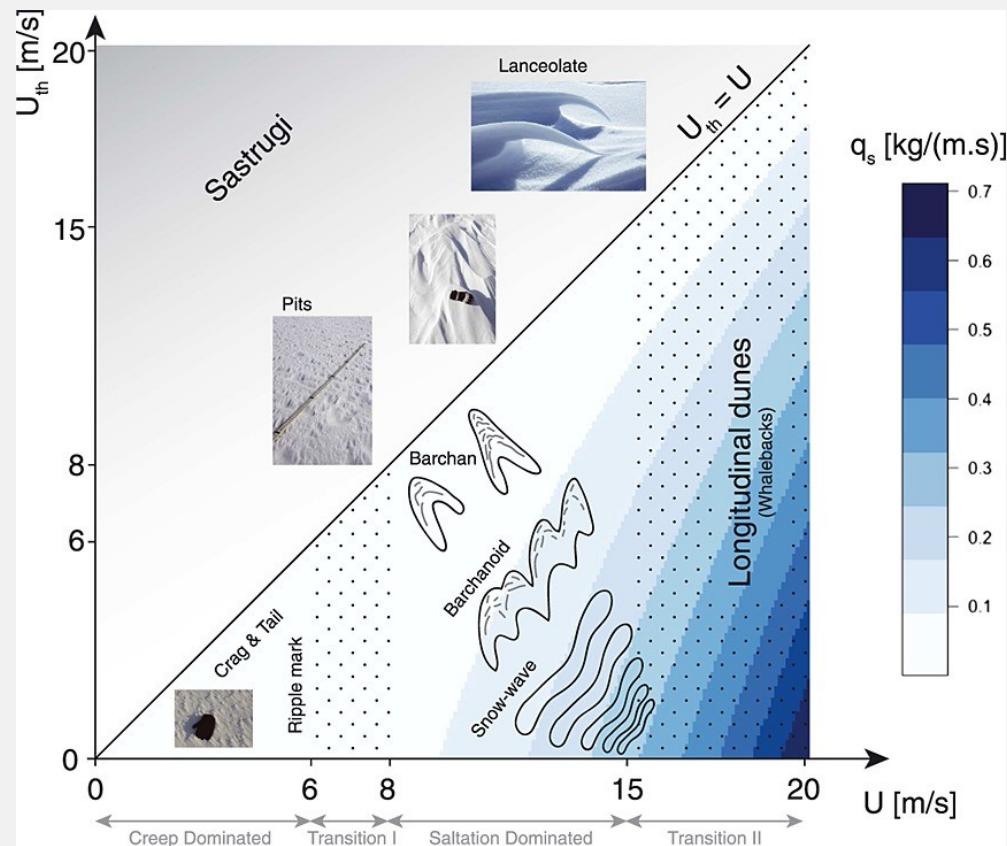 U_th [m/s]
20
15
8
6
0
Sastrugi
Lanceolate
U_th = U
Pits
Barchan
Barchanoid
Snow-wave
Crag & Tail
Ripple mark
Longitudinal dunes
(Whalebacks)
q_s [kg/(m.s)]
0.7
0.6
0.5
0.4
0.3
0.2
0.1
0
6
8
15
20
U [m/s]
Creep Dominated
Transition I
Saltation Dominated
Transition II